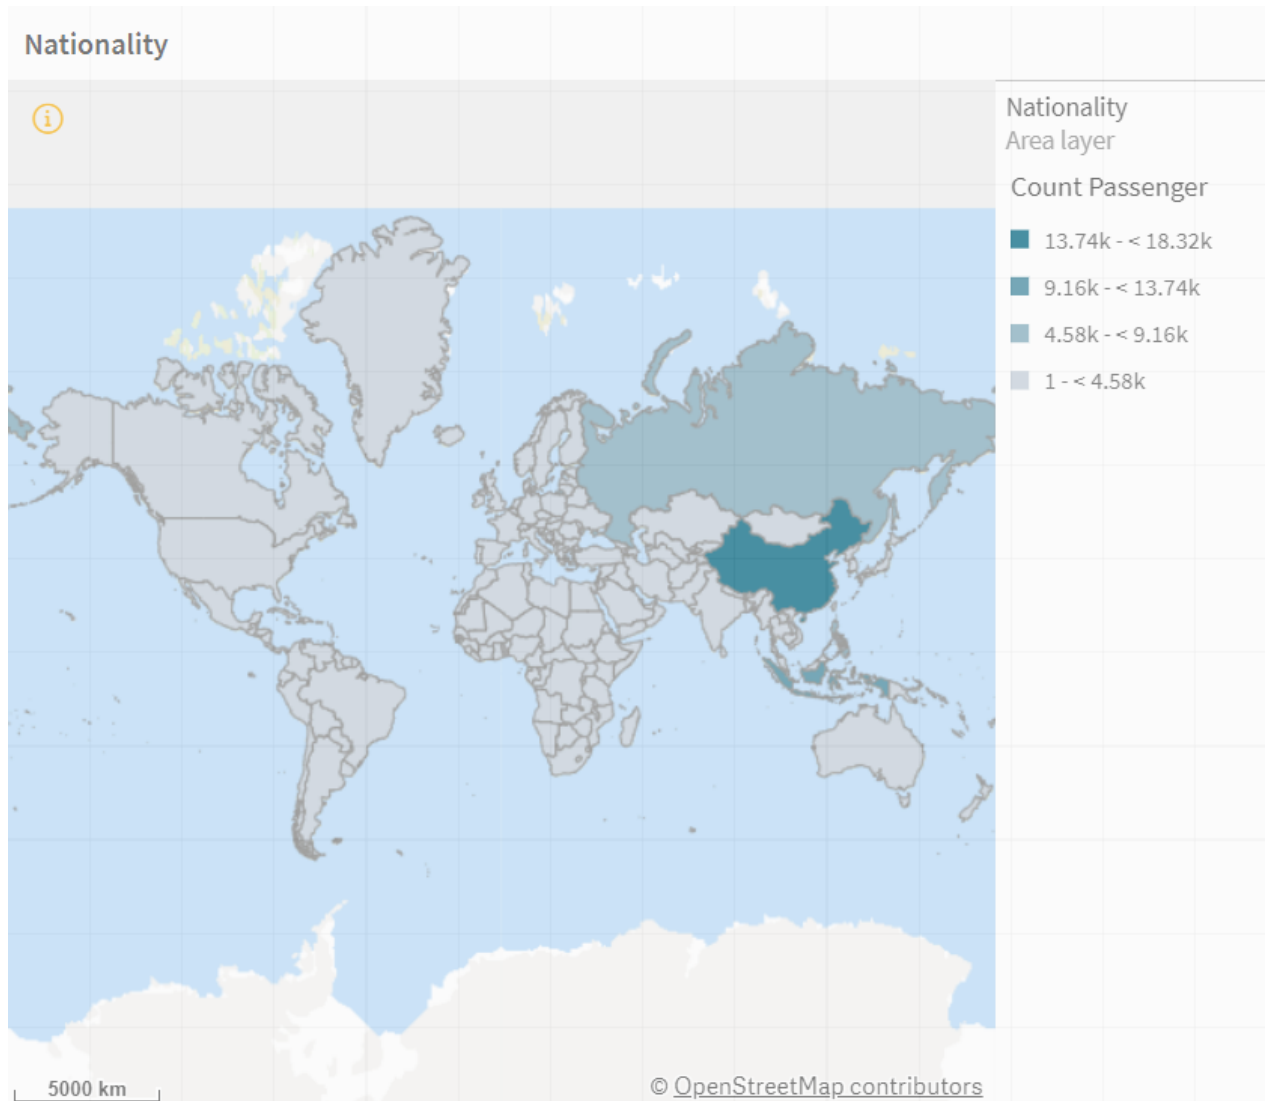 Nationality
Nationality
Area layer
Count Passenger
13.74k - < 18.32k
9.16k - < 13.74k
4.58k - < 9.16k
1 - < 4.58k
5000 km
© OpenStreetMap contributors